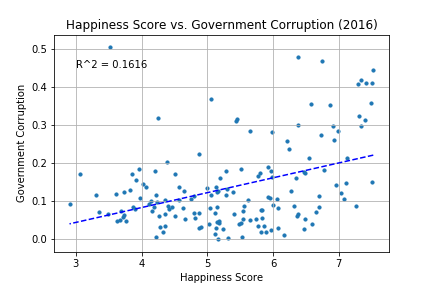 Happiness Score vs. Government Corruption (2016)
0.5
R^2 = 0.1616
0.4
0.3
0.2
0.1
0.0
Government Corruption
3 4 5 6 7
Happiness Score